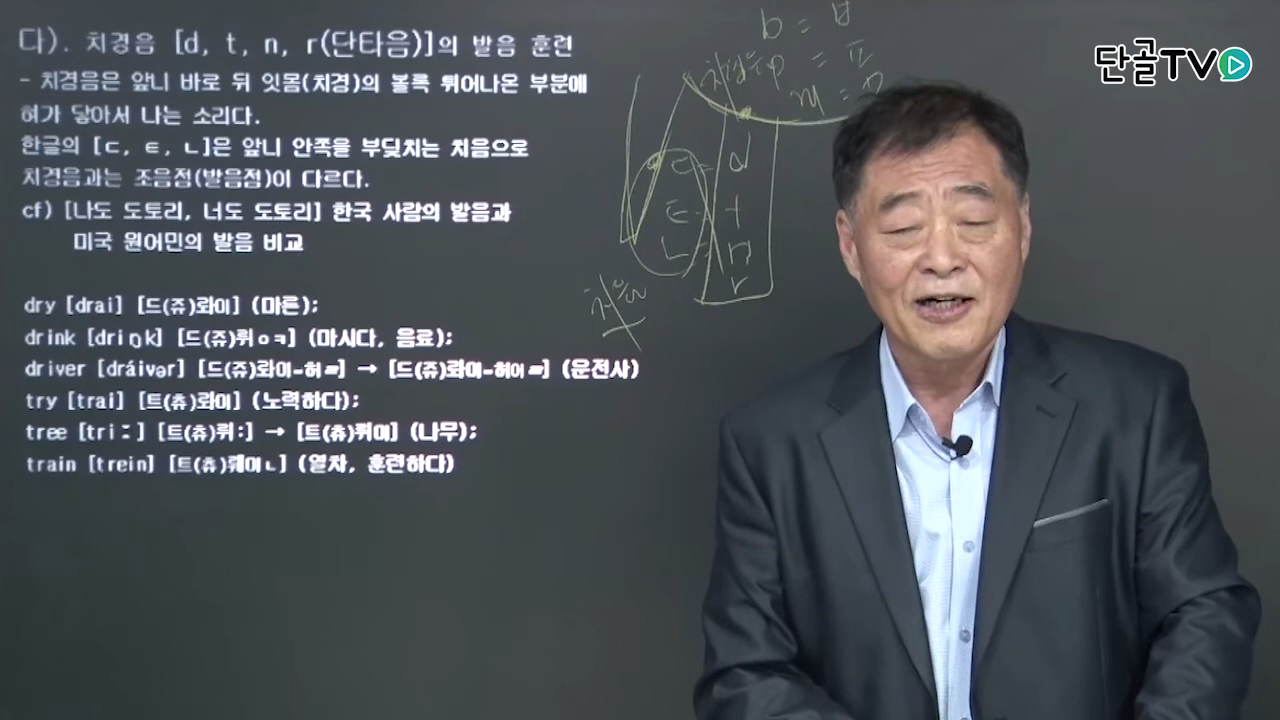 다). 치경음 [d, t, n, r(단타음)]의 발음 훈련
- 치경음은 앞니 바로 뒤 잇몸(치경)의 볼록 튀어나온 부분에
혀가 닿아서 나는 소리다.
한글의 [ㄷ, ㅌ, ㄴ]은 앞니 안쪽을 부딪치는 치음으로
치경음과는 조음점(발음점)이 다르다.
cf) [나도 도토리, 너도 도토리] 한국 사람의 발음과
미국 원어민의 발음 비교
dry [drai] [드(쥬)롸이] (마른);
drink [driŋk] [드(쥬)뤼ㅇㅋ] (마시다, 음료);
driver [dráivər] [드(쥬)롸이-허ㄹ] → [드(쥬)롸이-허어ㄹ] (운전사)
try [trai] [트(츄)롸이] (노력하다);
tree [tri:] [트(츄)뤼:] → [트(츄)뤼이] (나무);
train [trein] [트(츄)뤠이ㄴ] (열차, 훈련하다)
b = ㅂ
치경음 p = ㅍ
m =
ㄷ = d
ㅌ = t
ㄴ = n
r
치음
단골TV